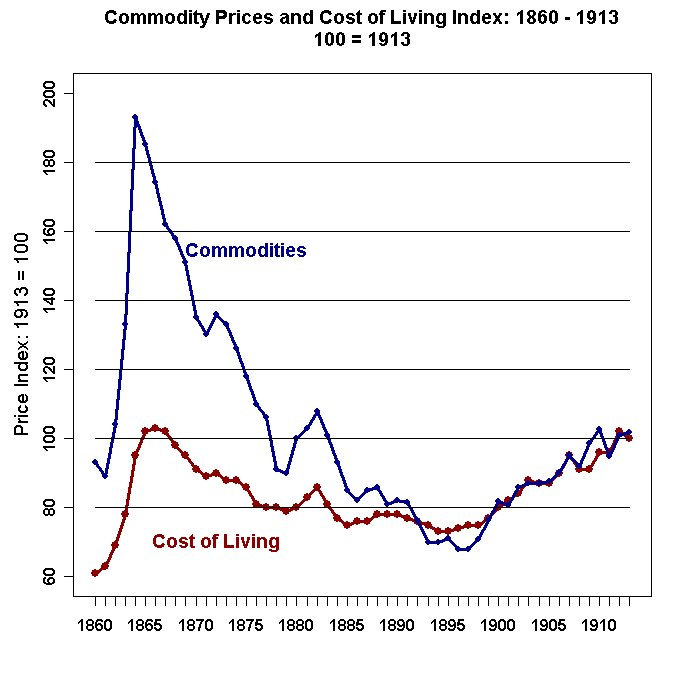 Commodity Prices and Cost of Living Index: 1860 - 1913
100 = 1913
Price Index: 1913 = 100
200
180
160
140
120
100
80
60
Commodities
Cost of Living
1860 1865 1870 1875 1880 1885 1890 1895 1900 1905 1910